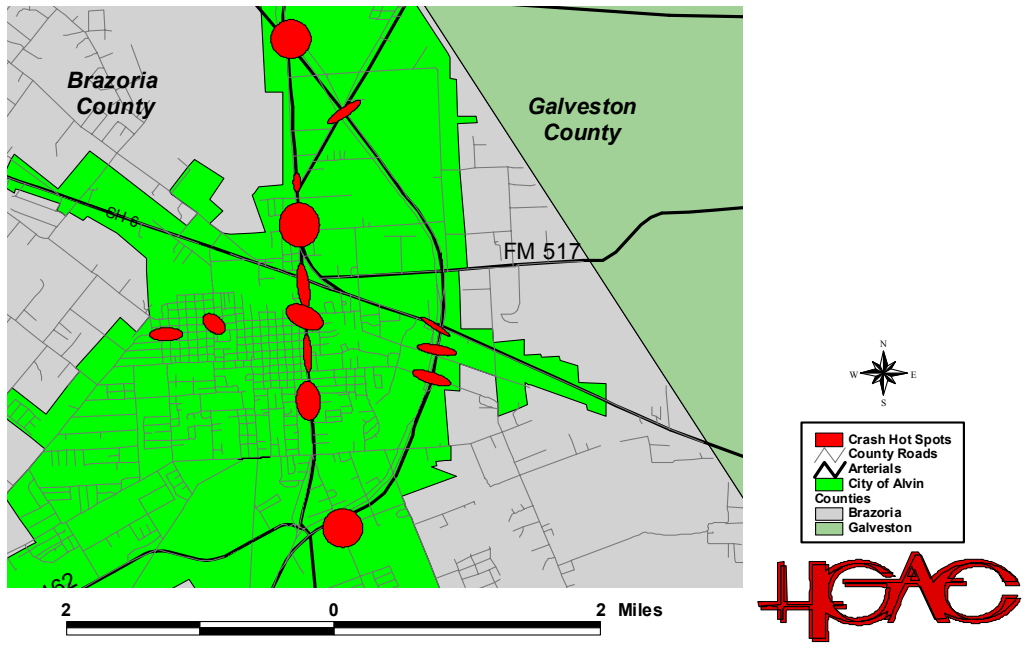 Brazoria
County
Galveston
County
SH 6
FM 517
N
W
E
S
Crash Hot Spots
County Roads
Arterials
City of Alvin
Counties
Brazoria
Galveston
2 0 2 Miles
HGAC